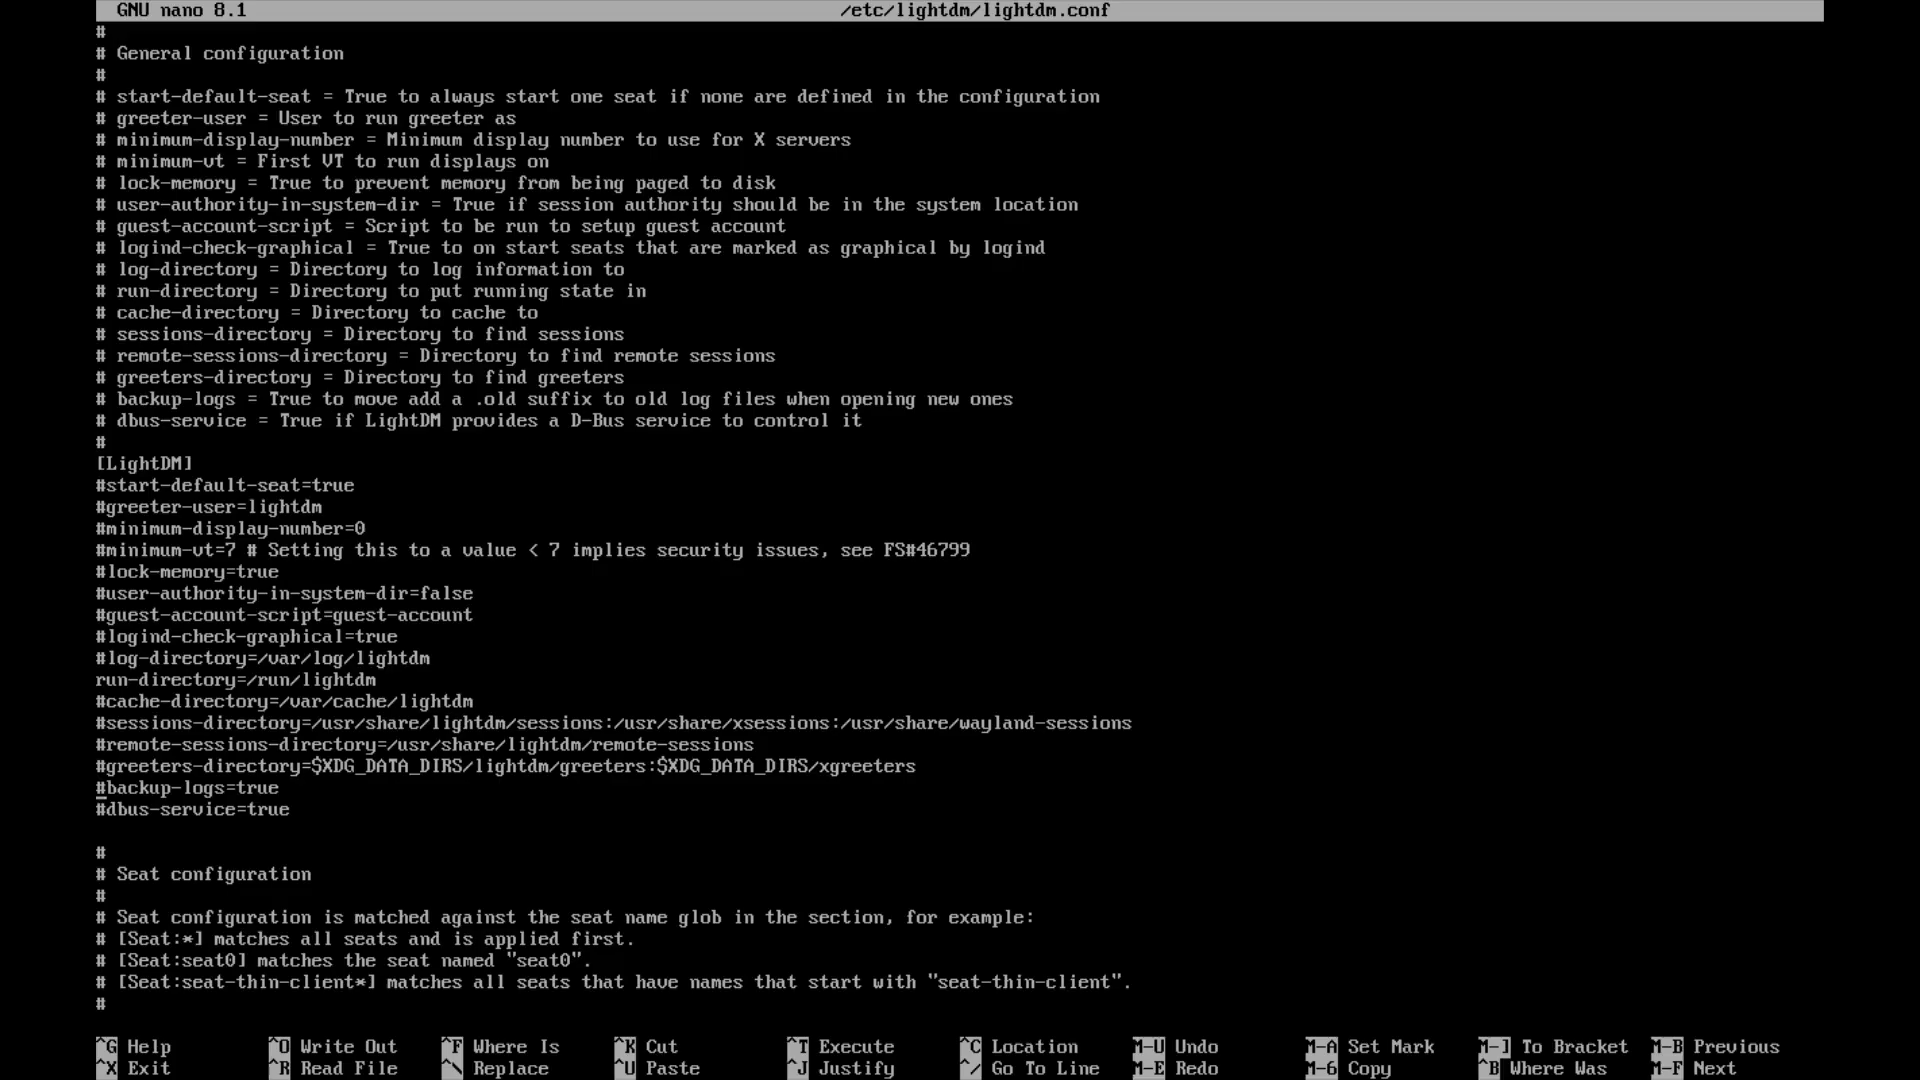 GNU nano 8.1 /etc/lightdm/lightdm.conf
#
# General configuration
#
# start-default-seat = True to always start one seat if none are defined in the configuration
# greeter-user = User to run greeter as
# minimum-display-number = Minimum display number to use for X servers
# minimum-vt = First VT to run displays on
# lock-memory = True to prevent memory from being paged to disk
# user-authority-in-system-dir = True if session authority should be in the system location
# guest-account-script = Script to be run to setup guest account
# logind-check-graphical = True to on start seats that are marked as graphical by logind
# log-directory = Directory to log information to
# run-directory = Directory to put running state in
# cache-directory = Directory to cache to
# sessions-directory = Directory to find sessions
# remote-sessions-directory = Directory to find remote sessions
# greeters-directory = Directory to find greeters
# backup-logs = True to move add a .old suffix to old log files when opening new ones
# dbus-service = True if LightDM provides a D-Bus service to control it
#
[LightDM]
#start-default-seat=true
#greeter-user=lightdm
#minimum-display-number=0
#minimum-vt=7 # Setting this to a value < 7 implies security issues, see FS#46799
#lock-memory=true
#user-authority-in-system-dir=false
#guest-account-script=guest-account
#logind-check-graphical=true
#log-directory=/var/log/lightdm
run-directory=/run/lightdm
#cache-directory=/var/cache/lightdm
#sessions-directory=/usr/share/lightdm/sessions:/usr/share/xsessions:/usr/share/wayland-sessions
#remote-sessions-directory=/usr/share/lightdm/remote-sessions
#greeters-directory=$XDG_DATA_DIRS/lightdm/greeters:$XDG_DATA_DIRS/xgreeters
#backup-logs=true
#dbus-service=true
#
# Seat configuration
#
# Seat configuration is matched against the seat name glob in the section, for example:
# [Seat:*] matches all seats and is applied first.
# [Seat:seat0] matches the seat named "seat0".
# [Seat:seat-thin-client*] matches all seats that have names that start with "seat-thin-client".
#
^G Help ^O Write Out ^F Where Is ^K Cut ^T Execute ^C Location M-U Undo M-A Set Mark M-] To Bracket M-B Previous
^X Exit ^R Read File ^\ Replace ^U Paste ^J Justify ^/ Go To Line M-E Redo M-6 Copy ^B Where Was M-F Next